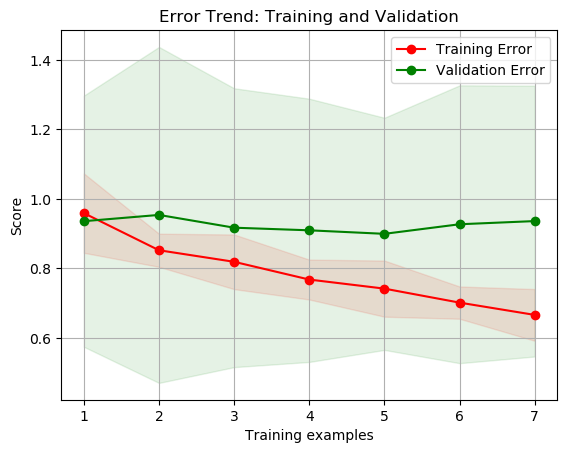 Error Trend: Training and Validation
Training Error
Validation Error
Score
1.4
1.2
1.0
0.8
0.6
1 2 3 4 5 6 7
Training examples